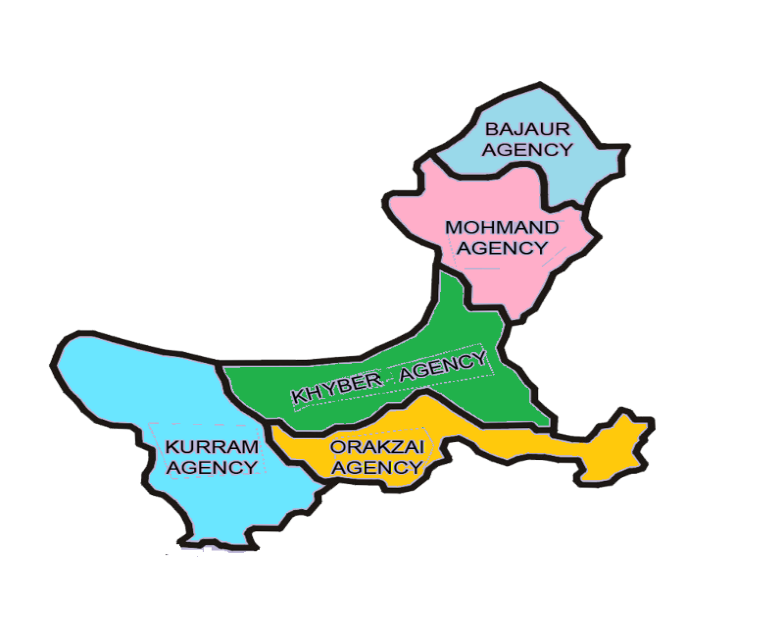 BAJAUR
AGENCY
MOHMAND
AGENCY
KHYBER AGENCY
KURRAM
AGENCY
ORAKZAI
AGENCY